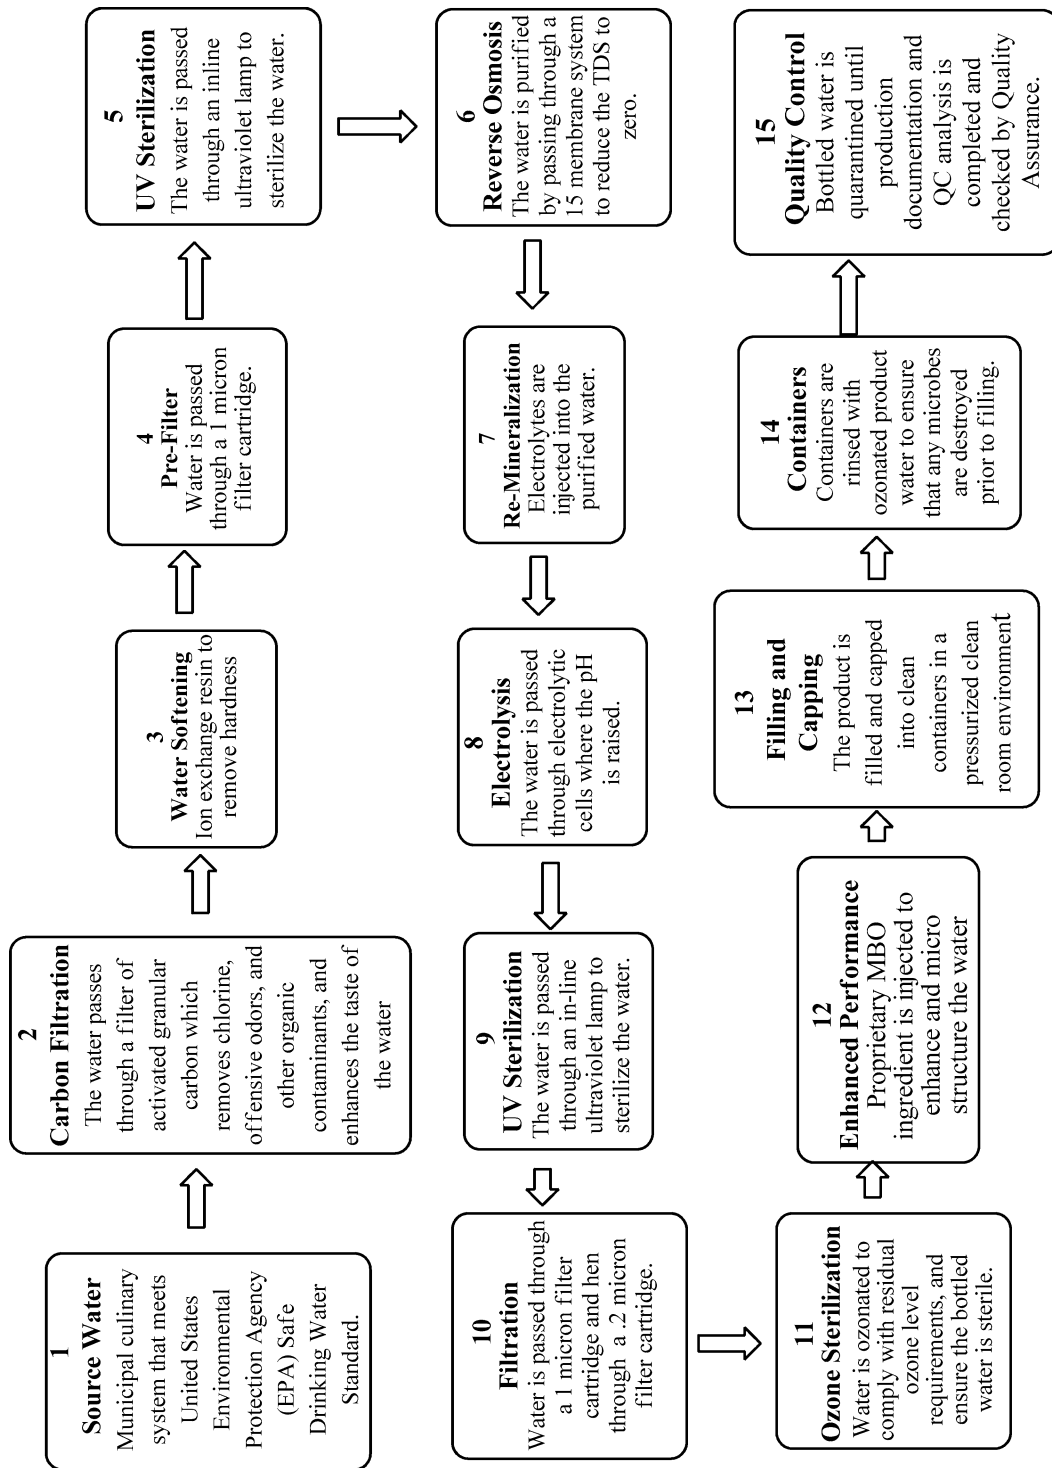 1
Source Water
Municipal culinary
system that meets
United States
Environmental
Protection Agency
(EPA) Safe
Drinking Water
Standard.
2
Carbon Filtration
The water passes
through a filter of
activated granular
carbon which
removes chlorine,
offensive odors, and
other organic
contaminants, and
enhances the taste of
the water
3
Water Softening
Ion exchange resin to
remove hardness
4
Pre-Filter
Water is passed
through a 1 micron
filter cartridge.
5
UV Sterilization
The water is passed
through an inline
ultraviolet lamp to
sterilize the water.
6
Reverse Osmosis
The water is purified
by passing through a
15 membrane system
to reduce the TDS to
zero.
7
Re-Mineralization
Electrolytes are
injected into the
purified water.
8
Electrolysis
The water is passed
through electrolytic
cells where the pH
is raised.
9
UV Sterilization
The water is passed
through an in-line
ultraviolet lamp to
sterilize the water.
10
Filtration
Water is passed through
a 1 micron filter
cartridge and hen
through a .2 micron
filter cartridge.
11
Ozone Sterilization
Water is ozonated to
comply with residual
ozone level
requirements, and
ensure the bottled
water is sterile.
12
Enhanced Performance
Proprietary MBO
ingredient is injected to
enhance and micro
structure the water
13
Filling and
Capping
The product is
filled and capped
into clean
containers in a
pressurized clean
room environment
14
Containers
Containers are
rinsed with
ozonated product
water to ensure
that any microbes
are destroyed
prior to filling.
15
Quality Control
Bottled water is
quarantined until
production
documentation and
QC analysis is
completed and
checked by Quality
Assurance.